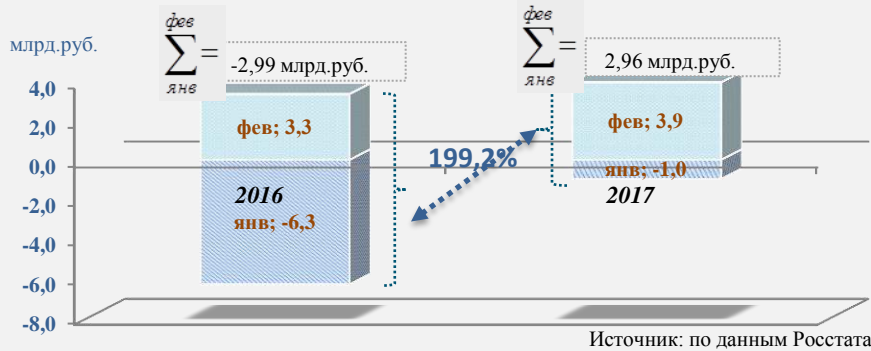 фев
∑ =
янв
-2,99 млрд.руб.
фев
∑ =
янв
2,96 млрд.руб.
млрд.руб.
4,0
2,0
0,0
-2,0
-4,0
-6,0
-8,0
фев; 3,3
2016
янв; -6,3
199,2%
фев; 3,9
янв; -1,0
2017
Источник: по данным Росстата